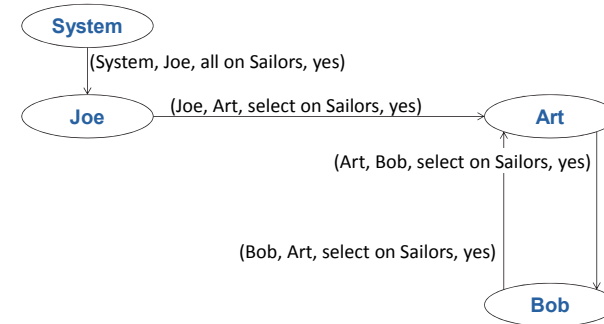 System
(System, Joe, all on Sailors, yes)
(Joe, Art, select on Sailors, yes)
Joe
Art
(Art, Bob, select on Sailors, yes)
(Bob, Art, select on Sailors, yes)
Bob